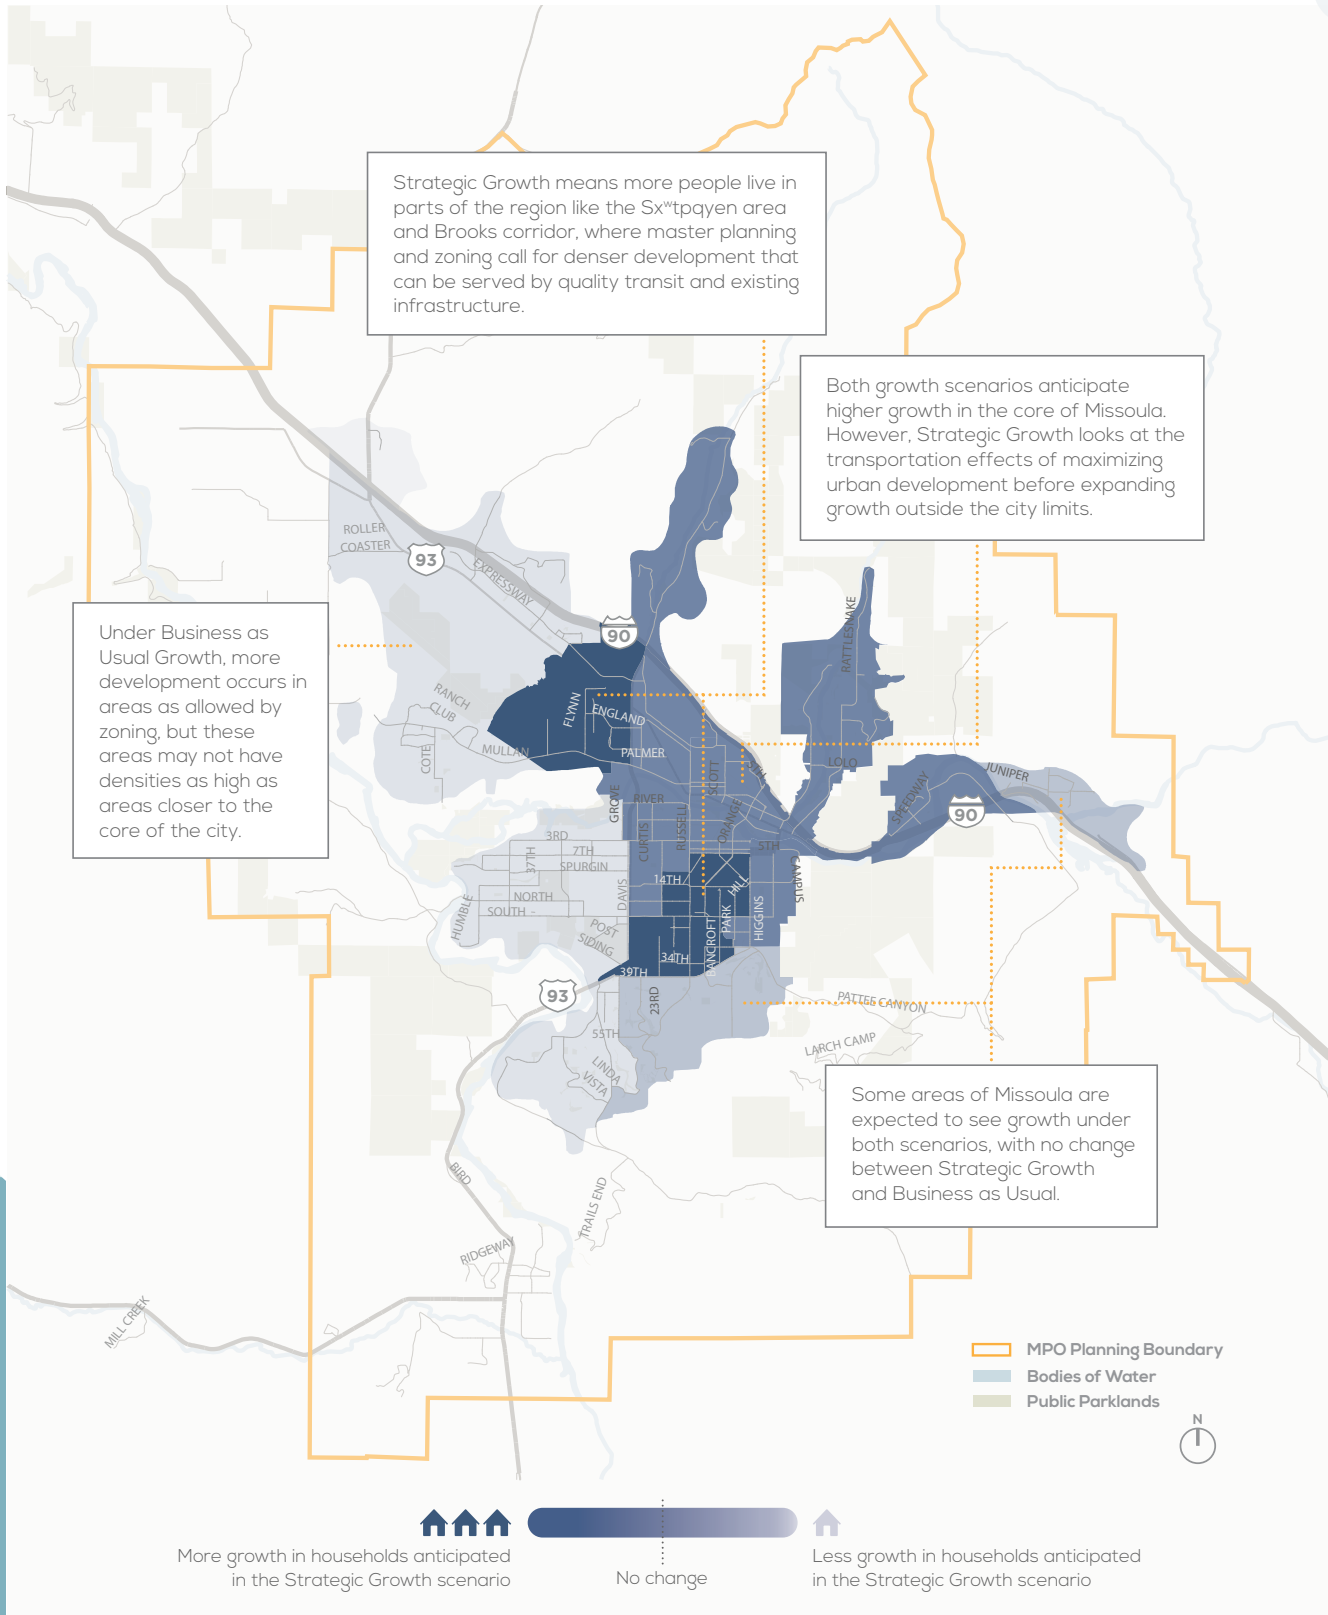 Strategic Growth means more people live in
parts of the region like the Sxʷtpqyen area
and Brooks corridor, where master planning
and zoning call for denser development that
can be served by quality transit and existing
infrastructure.
Both growth scenarios anticipate
higher growth in the core of Missoula.
However, Strategic Growth looks at the
transportation effects of maximizing
urban development before expanding
growth outside the city limits.
Under Business as
Usual Growth, more
development occurs in
areas as allowed by
zoning, but these
areas may not have
densities as high as
areas closer to the
core of the city.
Some areas of Missoula are
expected to see growth under
both scenarios, with no change
between Strategic Growth
and Business as Usual.
ROLLER
COASTER
93
EXPRESSWAY
90
RATTLESNAKE
RANCH
CLUB
FLYNN
ENGLAND
COTE
MULLAN
PALMER
SCOTT
5TH
LOLO
JUNIPER
SPEEDWAY
90
GROVE
RIVER
RUSSELL
ORANGE
CURTIS
3RD
7TH
5TH
37TH
SPURGIN
CAMPUS
14TH
HILL
DAVIS
NORTH
SOUTH
HUMBLE
PARK
HIGGINS
POST
SIDING
BANCROFT
34TH
39TH
93
23RD
PATTEE CANYON
55TH
LARCH CAMP
LINDA
VISTA
BIRD
TRAILS END
RIDGEWAY
MILL CREEK
MPO Planning Boundary
Bodies of Water
Public Parklands
N
More growth in households anticipated
in the Strategic Growth scenario
No change
Less growth in households anticipated
in the Strategic Growth scenario